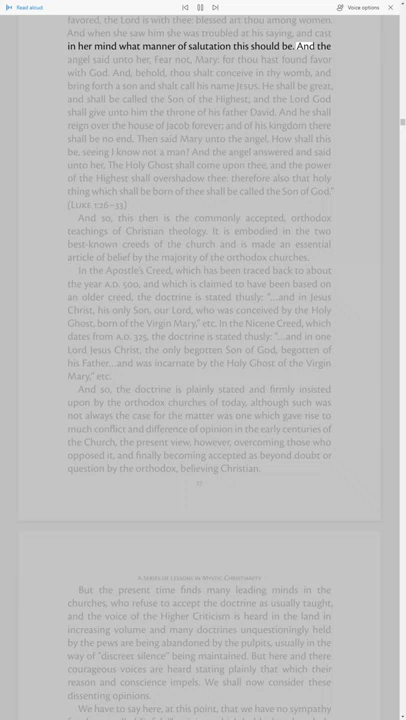 Read aloud
Voice options
favored, the Lord is with thee: blessed art thou among women.
And when she saw him she was troubled at his saying, and cast
in her mind what manner of salutation this should be. And the
angel said unto her, Fear not, Mary: for thou hast found favor
with God. And, behold, thou shalt conceive in thy womb, and
bring forth a son and shalt call his name JESUS. He shall be great,
and shall be called the Son of the Highest; and the Lord God
shall give unto him the throne of his father David. And he shall
reign over the house of Jacob forever; and of his kingdom there
shall be no end. Then said Mary unto the angel, How shall this
be, seeing I know not a man? And the angel answered and said
unto her, The Holy Ghost shall come upon thee, and the power
of the Highest shall overshadow thee: therefore also that holy
thing which shall be born of thee shall be called the Son of God."
(LUKE 1:26–33)
And so, this then is the commonly accepted, orthodox
teachings of Christian theology. It is embodied in the two
best-known creeds of the church and is made an essential
article of belief by the majority of the orthodox churches.
In the Apostle's Creed, which has been traced back to about
the year A.D. 500, and which is claimed to have been based on
an older creed, the doctrine is stated thusly: "…and in Jesus
Christ, his only Son, our Lord, who was conceived by the Holy
Ghost, born of the Virgin Mary," etc. In the Nicene Creed, which
dates from A.D. 325, the doctrine is stated thusly: "…and in one
Lord Jesus Christ, the only begotten Son of God, begotten of
his Father…and was incarnate by the Holy Ghost of the Virgin
Mary," etc.
And so, the doctrine is plainly stated and firmly insisted
upon by the orthodox churches of today, although such was
not always the case for the matter was one which gave rise to
much conflict and difference of opinion in the early centuries of
the Church, the present view, however, overcoming those who
opposed it, and finally becoming accepted as beyond doubt or
question by the orthodox, believing Christian.
A SERIES OF LESSONS IN MYSTIC CHRISTIANITY
But the present time finds many leading minds in the
churches, who refuse to accept the doctrine as usually taught,
and the voice of the Higher Criticism is heard in the land in
increasing volume and many doctrines unquestioningly held
by the pews are being abandoned by the pulpits, usually in the
way of "discreet silence" being maintained. But here and there
courageous voices are heard stating plainly that which their
reason and conscience impels. We shall now consider these
dissenting opinions.
We have to say here, at this point, that we have no sympathy